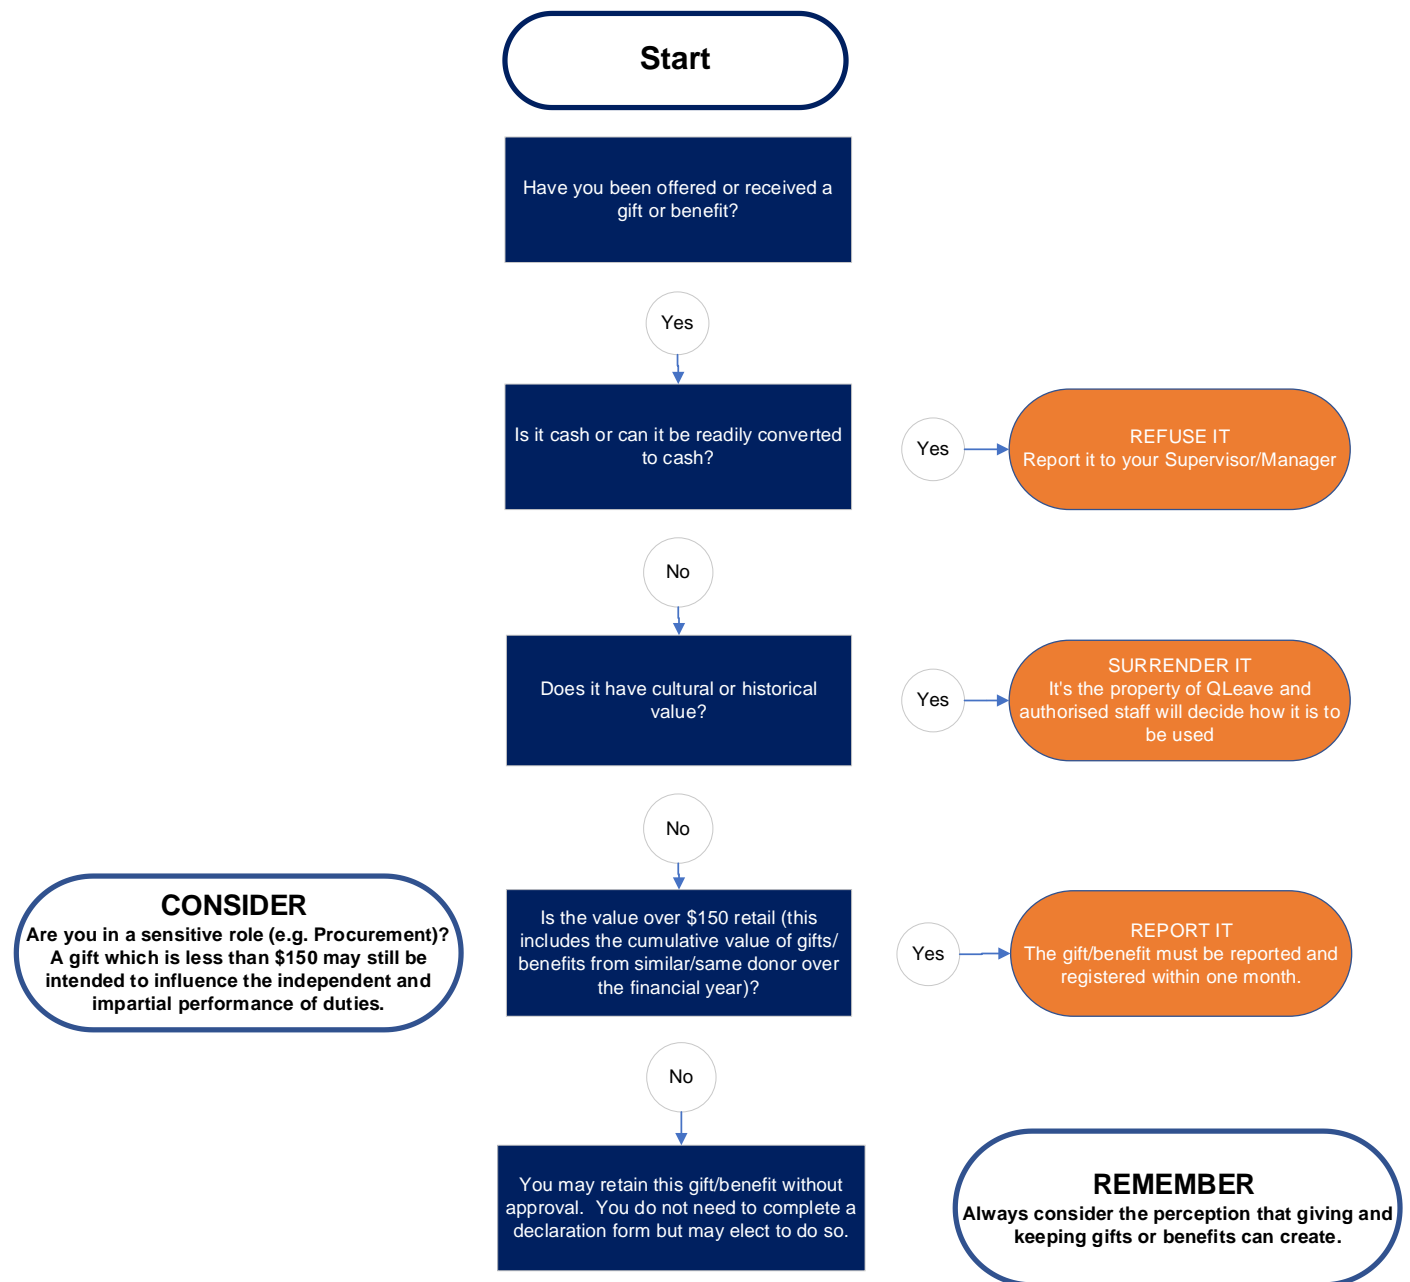 Start
Have you been offered or received a
gift or benefit?
Yes
Is it cash or can it be readily converted
to cash?
Yes
REFUSE IT
Report it to your Supervisor/Manager
No
Does it have cultural or historical
value?
Yes
SURRENDER IT
It's the property of QLeave and
authorised staff will decide how it is to
be used
No
CONSIDER
Are you in a sensitive role (e.g. Procurement)?
A gift which is less than $150 may still be
intended to influence the independent and
impartial performance of duties.
Is the value over $150 retail (this
includes the cumulative value of gifts/
benefits from similar/same donor over
the financial year)?
Yes
REPORT IT
The gift/benefit must be reported and
registered within one month.
No
You may retain this gift/benefit without
approval.  You do not need to complete a
declaration form but may elect to do so.
REMEMBER
Always consider the perception that giving and
keeping gifts or benefits can create.